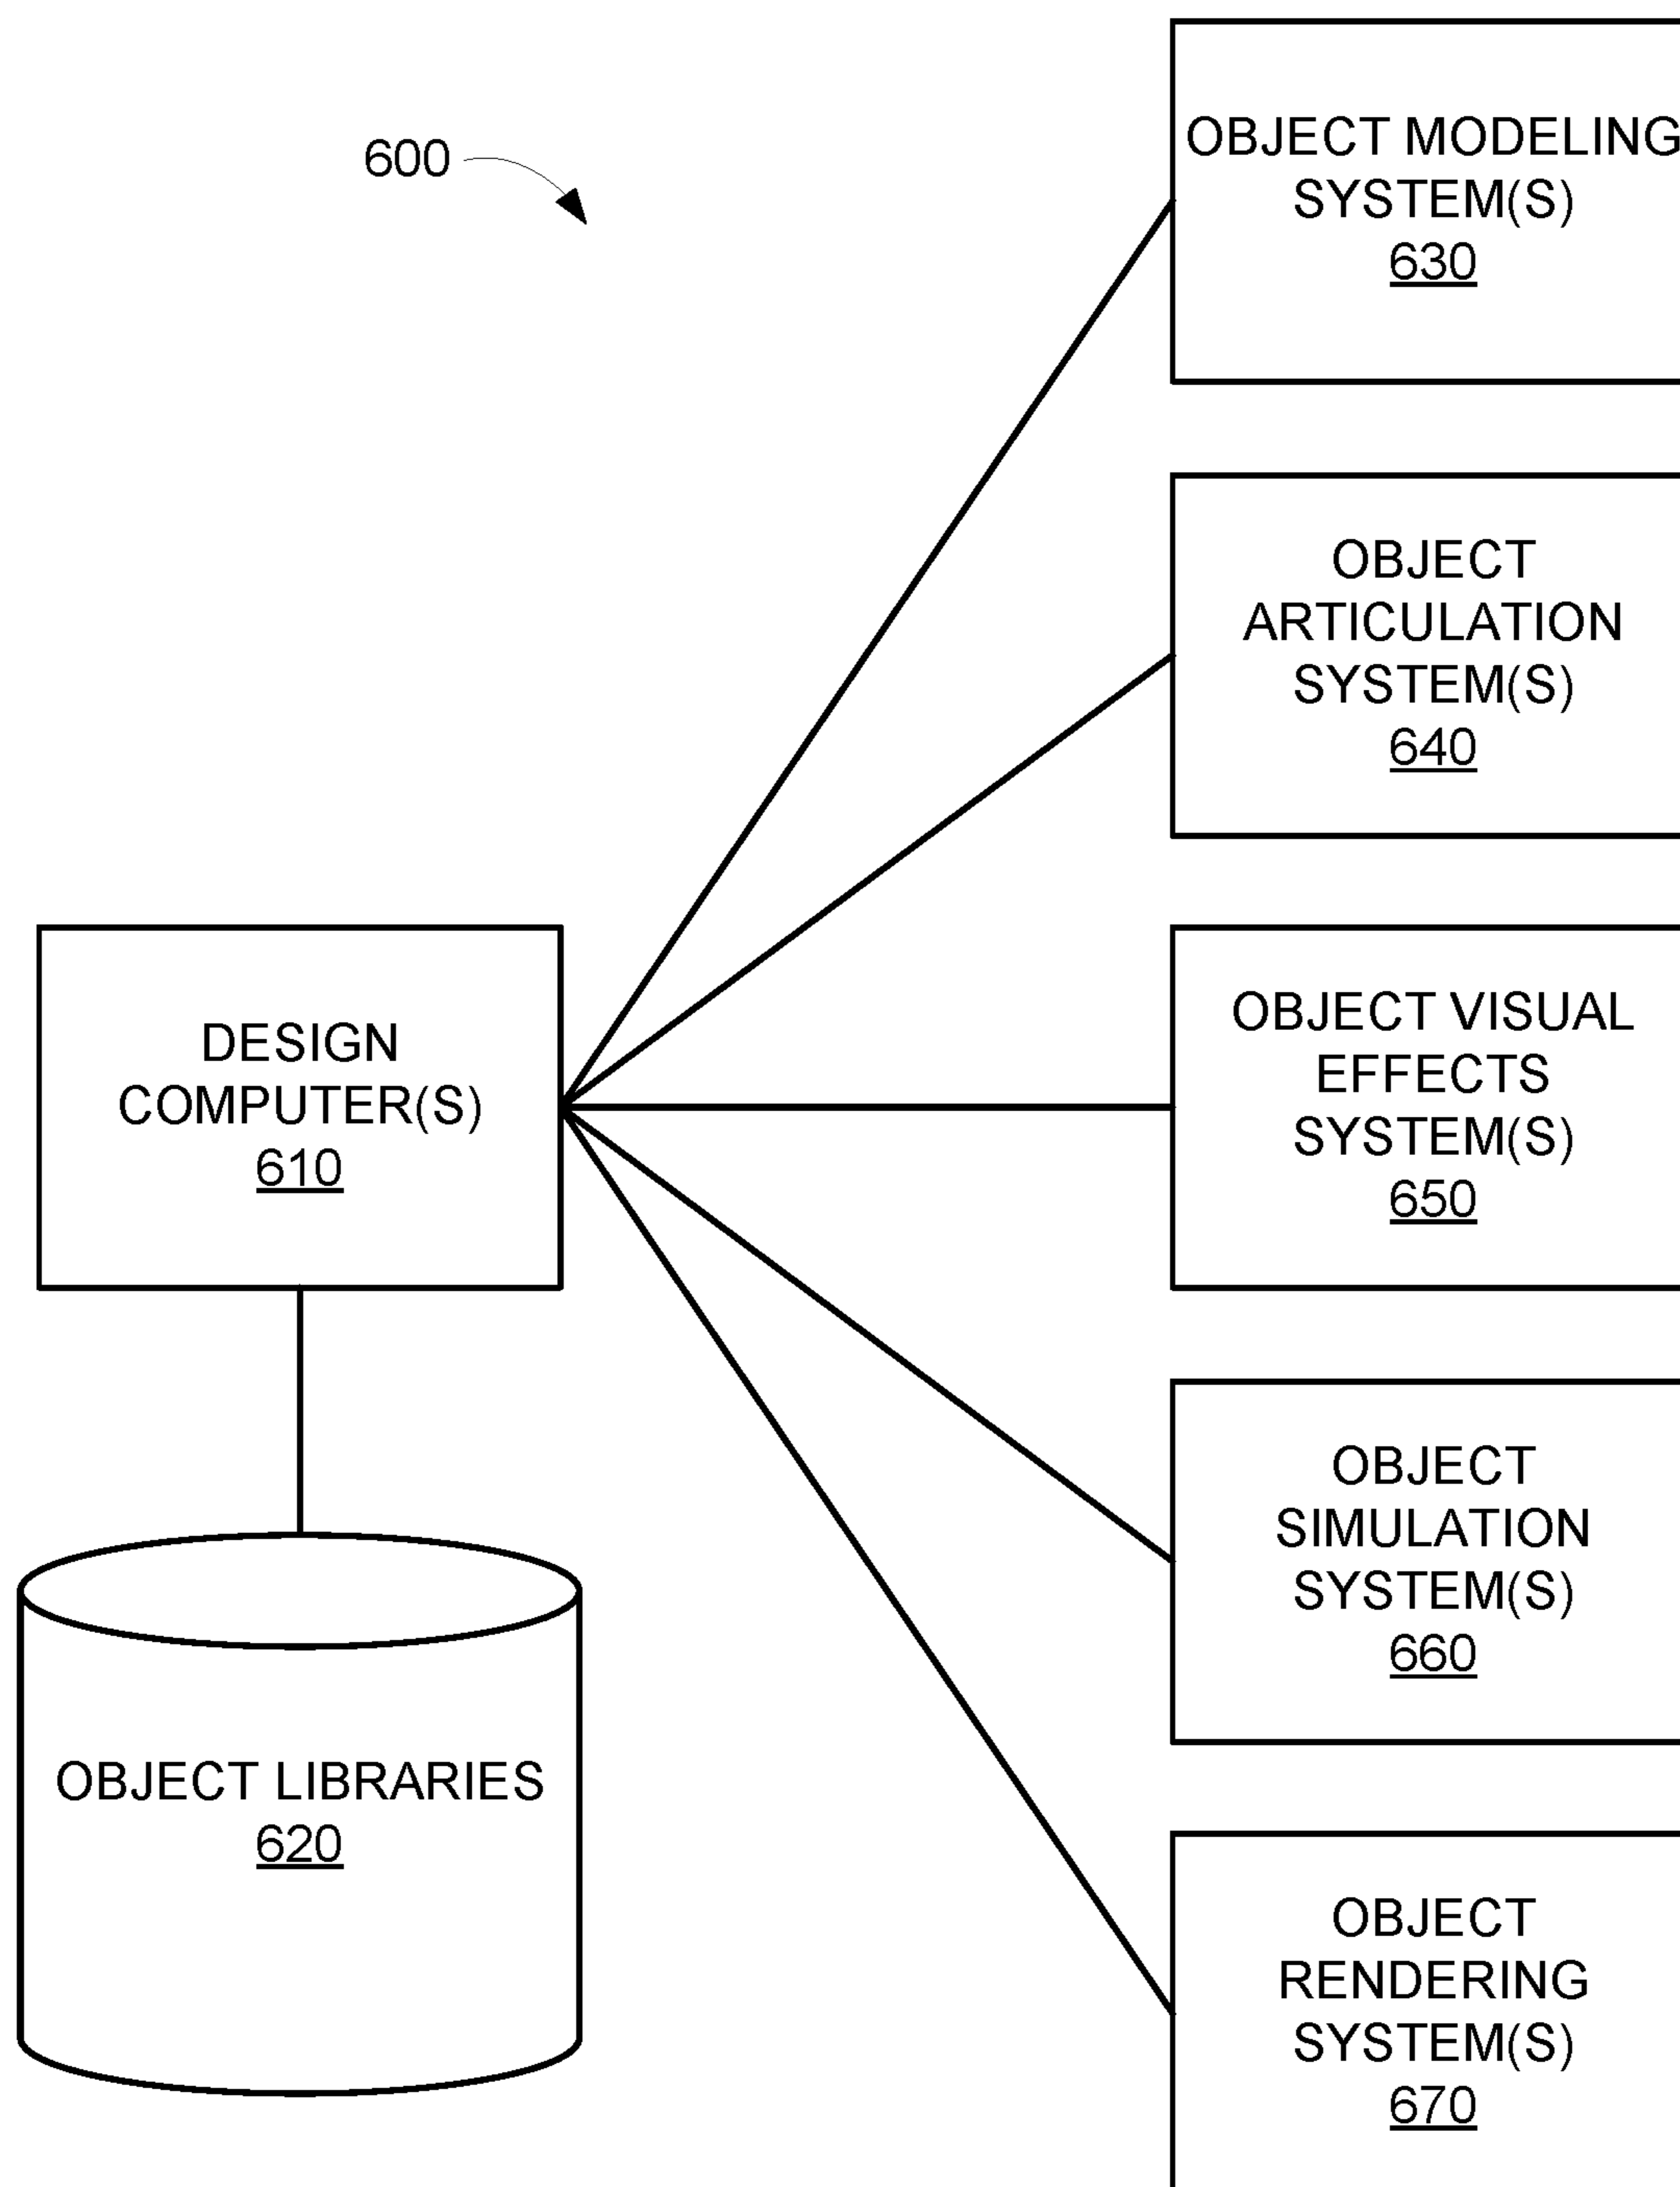 600
OBJECT MODELING
SYSTEM(S)
630
OBJECT
ARTICULATION
SYSTEM(S)
640
DESIGN
COMPUTER(S)
610
OBJECT VISUAL
EFFECTS
SYSTEM(S)
650
OBJECT
SIMULATION
SYSTEM(S)
660
OBJECT LIBRARIES
620
OBJECT
RENDERING
SYSTEM(S)
670